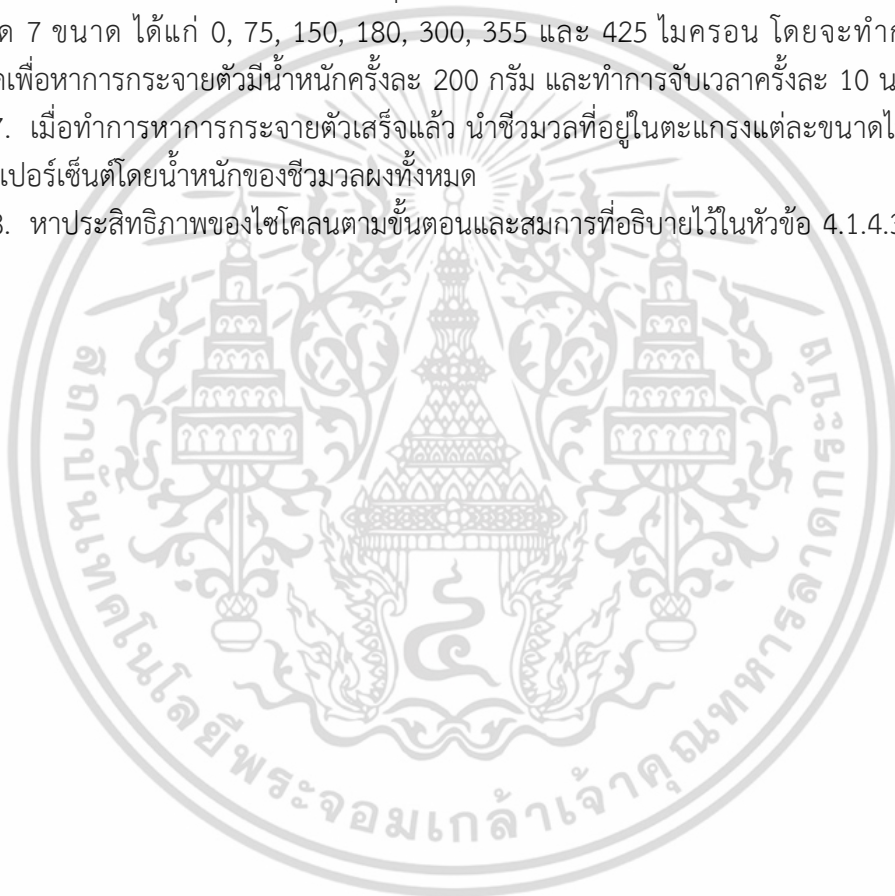 ด 7 ขนาด ได้แก่ 0, 75, 150, 180, 300, 355 และ 425 ไมครอน โดยจะทำก
เพื่อหาการกระจายตัวมีน้ำหนักครั้งละ 200 กรัม และทำการจับเวลาครั้งละ 10 น
. เมื่อทำการหาการกระจายตัวเสร็จแล้ว นำชีวมวลที่อยู่ในตะแกรงแต่ละขนาดไ
เปอร์เซ็นต์โดยน้ำหนักของชีวมวลผงทั้งหมด
. หาประสิทธิภาพของไซโคลนตามขั้นตอนและสมการที่อธิบายไว้ในหัวข้อ 4.1.4.3
สถาบันเทคโนโลยีพระจอมเกล้าเจ้าคุณทหารลาดกระบัง